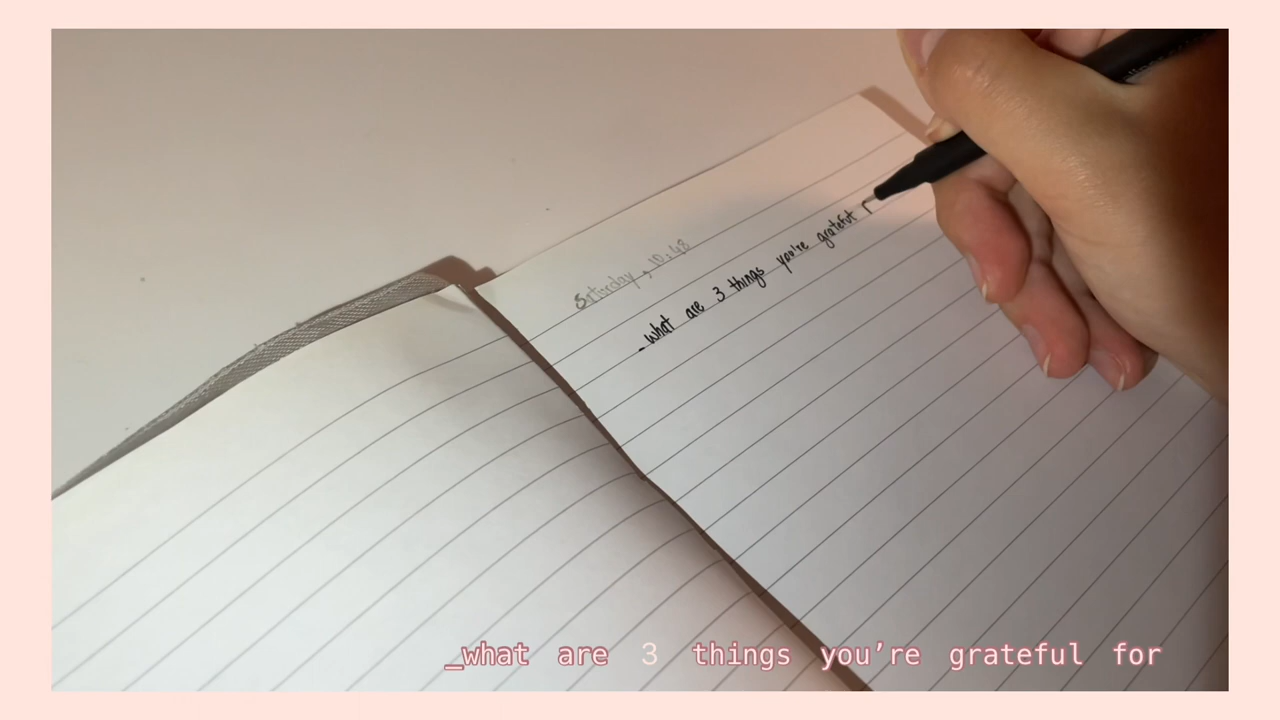 Saturday, 10:48
_what are 3 things you're grateful f
_what are 3 things you’re grateful for